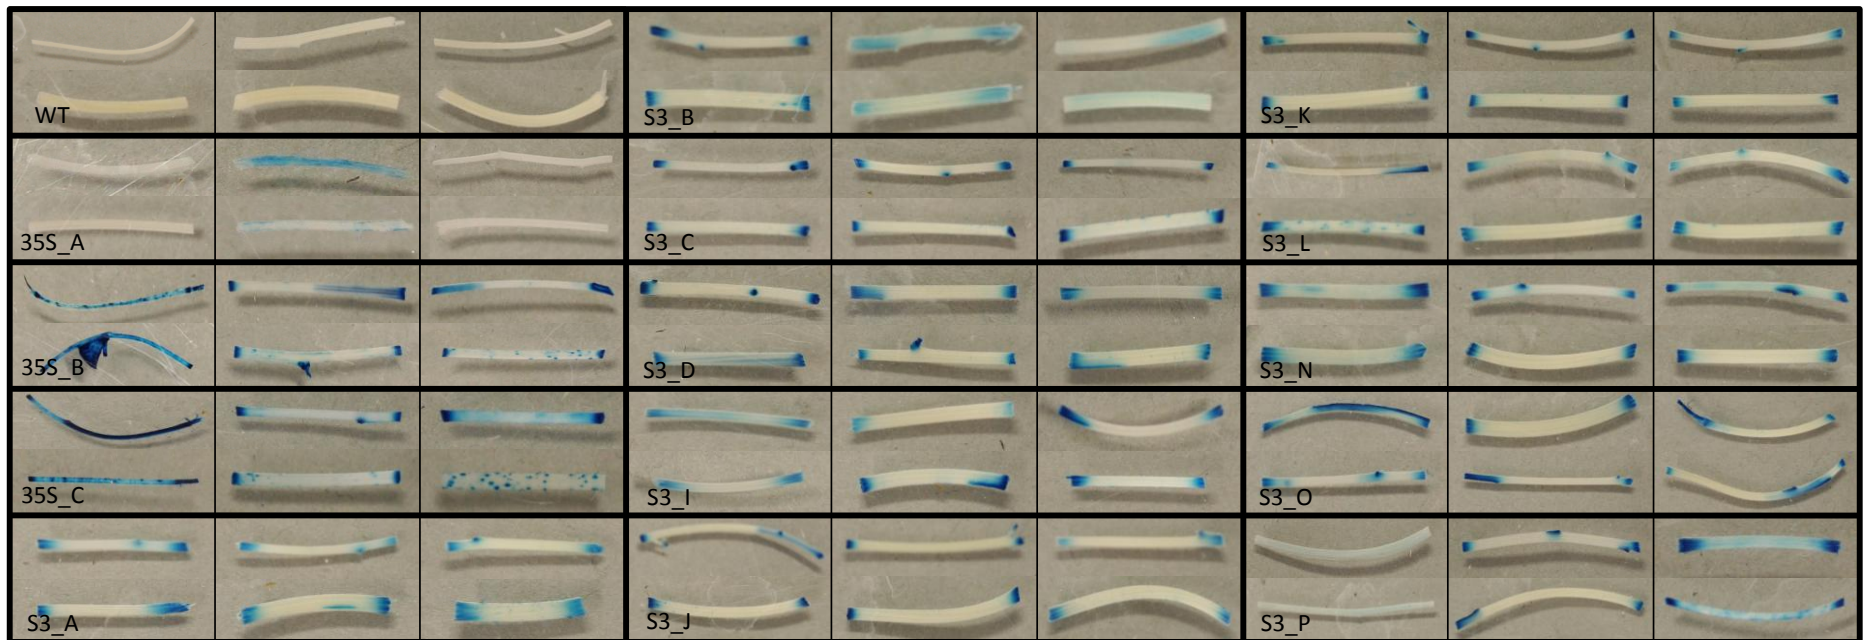 WT
S3_B
S3_K
35S_A
S3_C
S3_L
35S_B
S3_D
S3_N
35S_C
S3_I
S3_O
S3_A
S3_J
S3_P